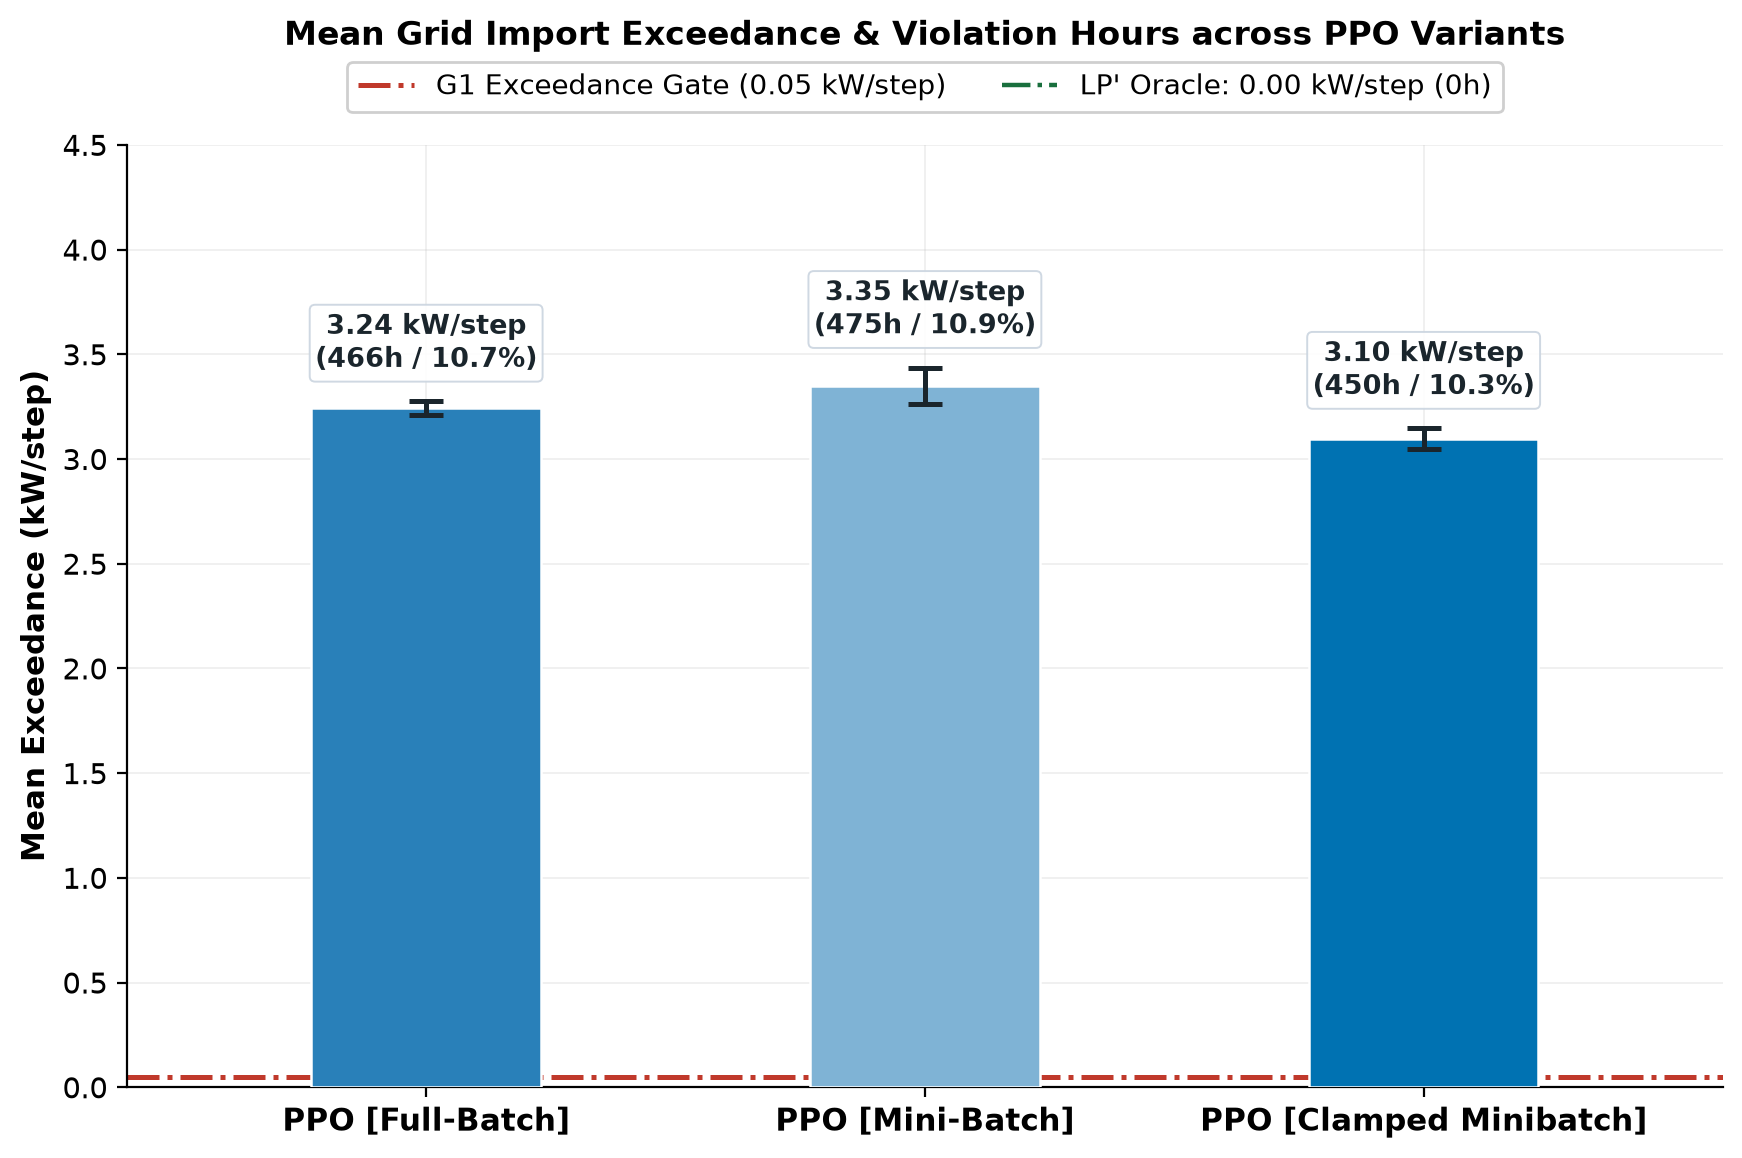 Mean Grid Import Exceedance & Violation Hours across PPO Variants
G1 Exceedance Gate (0.05 kW/step)
LP' Oracle: 0.00 kW/step (0h)
Mean Exceedance (kW/step)
4.5
4.0
3.5
3.0
2.5
2.0
1.5
1.0
0.5
0.0
3.24 kW/step
(466h / 10.7%)
3.35 kW/step
(475h / 10.9%)
3.10 kW/step
(450h / 10.3%)
PPO [Full-Batch]
PPO [Mini-Batch]
PPO [Clamped Minibatch]